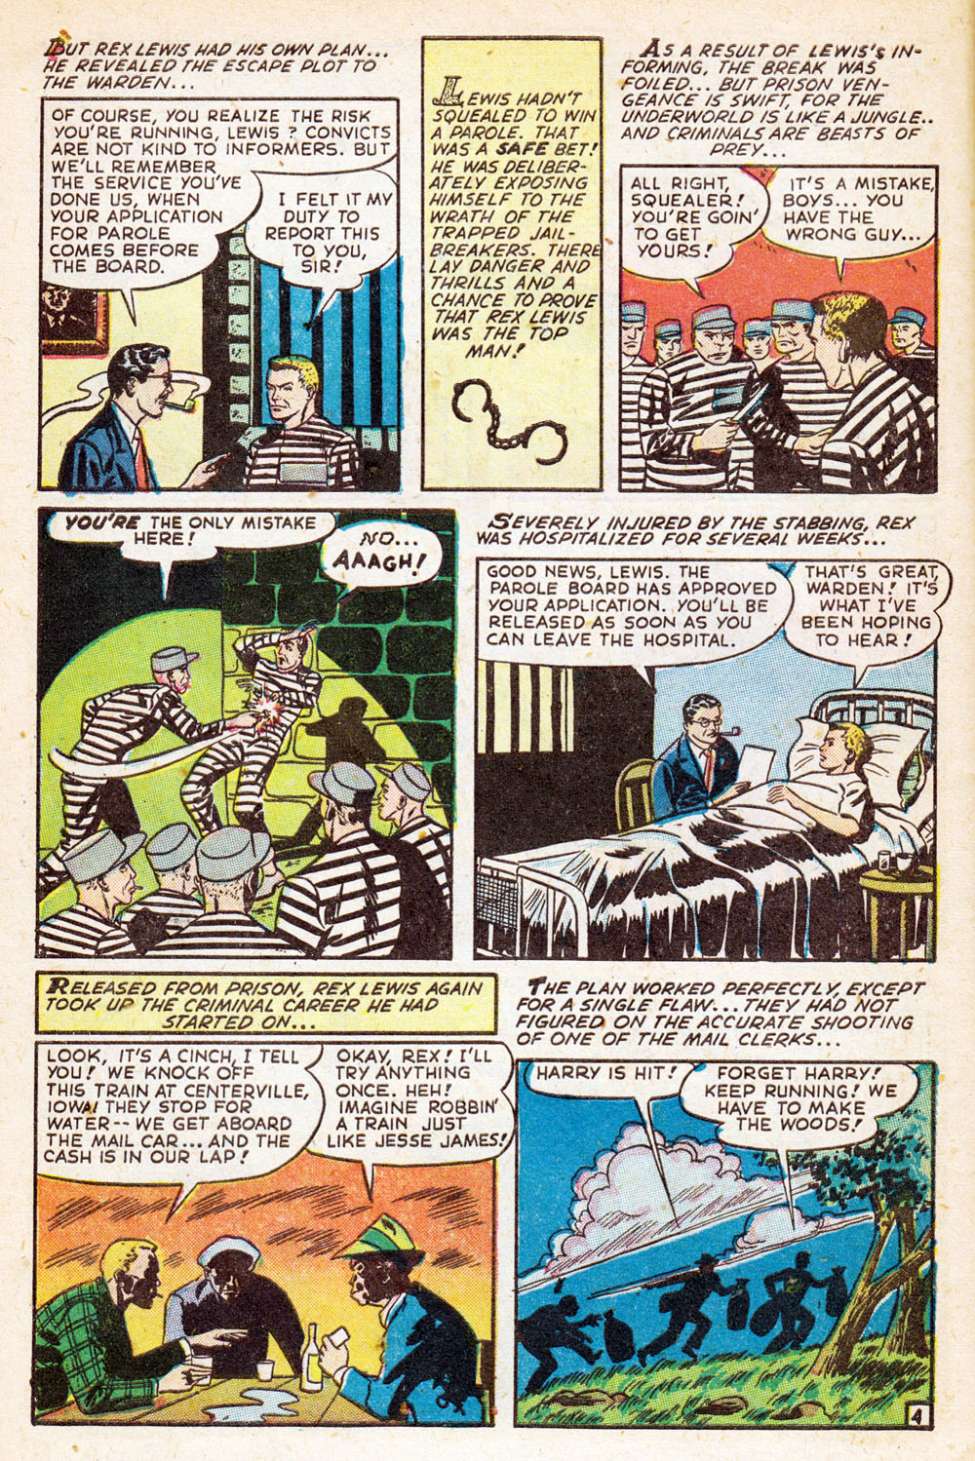 BUT REX LEWIS HAD HIS OWN PLAN...
HE REVEALED THE ESCAPE PLOT TO
THE WARDEN...
OF COURSE, YOU REALIZE THE RISK
YOU'RE RUNNING, LEWIS? CONVICTS
ARE NOT KIND TO INFORMERS. BUT
WE'LL REMEMBER
THE SERVICE YOU'VE
DONE US, WHEN
YOUR APPLICATION
FOR PAROLE
COMES BEFORE
THE BOARD.
I FELT IT MY
DUTY TO
REPORT THIS
TO YOU,
SIR!
LEWIS HADN'T
SQUEALED TO WIN
A PAROLE. THAT
WAS A SAFE BET!
HE WAS DELIBER-
ATELY EXPOSING
HIMSELF TO THE
WRATH OF THE
TRAPPED JAIL-
BREAKERS. THERE
LAY DANGER AND
THRILLS AND A
CHANCE TO PROVE
THAT REX LEWIS
WAS THE TOP
MAN!
AS A RESULT OF LEWIS'S IN-
FORMING, THE BREAK WAS
FOILED... BUT PRISON VEN-
GEANCE IS SWIFT, FOR THE
UNDERWORLD IS LIKE A JUNGLE..
AND CRIMINALS ARE BEASTS OF
PREY...
ALL RIGHT,
SQUEALER!
YOU'RE GOIN'
TO GET
YOURS!
IT'S A MISTAKE,
BOYS... YOU
HAVE THE
WRONG GUY...
YOU'RE THE ONLY MISTAKE
HERE!
NO...
AAAGH!
SEVERELY INJURED BY THE STABBING, REX
WAS HOSPITALIZED FOR SEVERAL WEEKS...
GOOD NEWS, LEWIS. THE
PAROLE BOARD HAS APPROVED
YOUR APPLICATION. YOU'LL BE
RELEASED AS SOON AS YOU
CAN LEAVE THE HOSPITAL.
THAT'S GREAT,
WARDEN! IT'S
WHAT I'VE
BEEN HOPING
TO HEAR!
RELEASED FROM PRISON, REX LEWIS AGAIN
TOOK UP THE CRIMINAL CAREER HE HAD
STARTED ON...
LOOK, IT'S A CINCH, I TELL
YOU! WE KNOCK OFF
THIS TRAIN AT CENTERVILLE,
IOWA! THEY STOP FOR
WATER-- WE GET ABOARD
THE MAIL CAR... AND THE
CASH IS IN OUR LAP!
OKAY, REX! I'LL
TRY ANYTHING
ONCE. HEH!
IMAGINE ROBBIN'
A TRAIN JUST
LIKE JESSE JAMES!
THE PLAN WORKED PERFECTLY, EXCEPT
FOR A SINGLE FLAW... THEY HAD NOT
FIGURED ON THE ACCURATE SHOOTING
OF ONE OF THE MAIL CLERKS...
HARRY IS HIT!
FORGET HARRY!
KEEP RUNNING! WE
HAVE TO MAKE
THE WOODS!
4